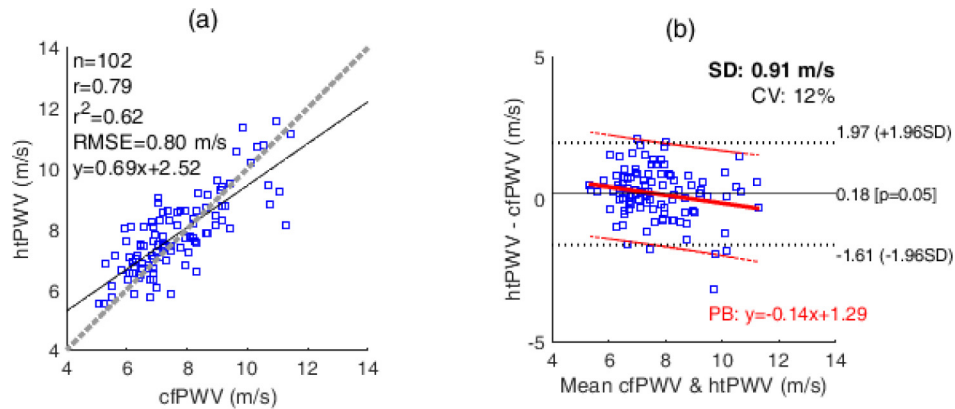 (a)
14
12
10
8
6
4
htPWV (m/s)
n=102
r=0.79
r²=0.62
RMSE=0.80 m/s
y=0.69x+2.52
4 6 8 10 12 14
cfPWV (m/s)
(b)
5
0
-5
htPWV - cfPWV (m/s)
SD: 0.91 m/s
CV: 12%
1.97 (+1.96SD)
0.18 [p=0.05]
-1.61 (-1.96SD)
PB: y=-0.14x+1.29
4 6 8 10 12 14
Mean cfPWV & htPWV (m/s)